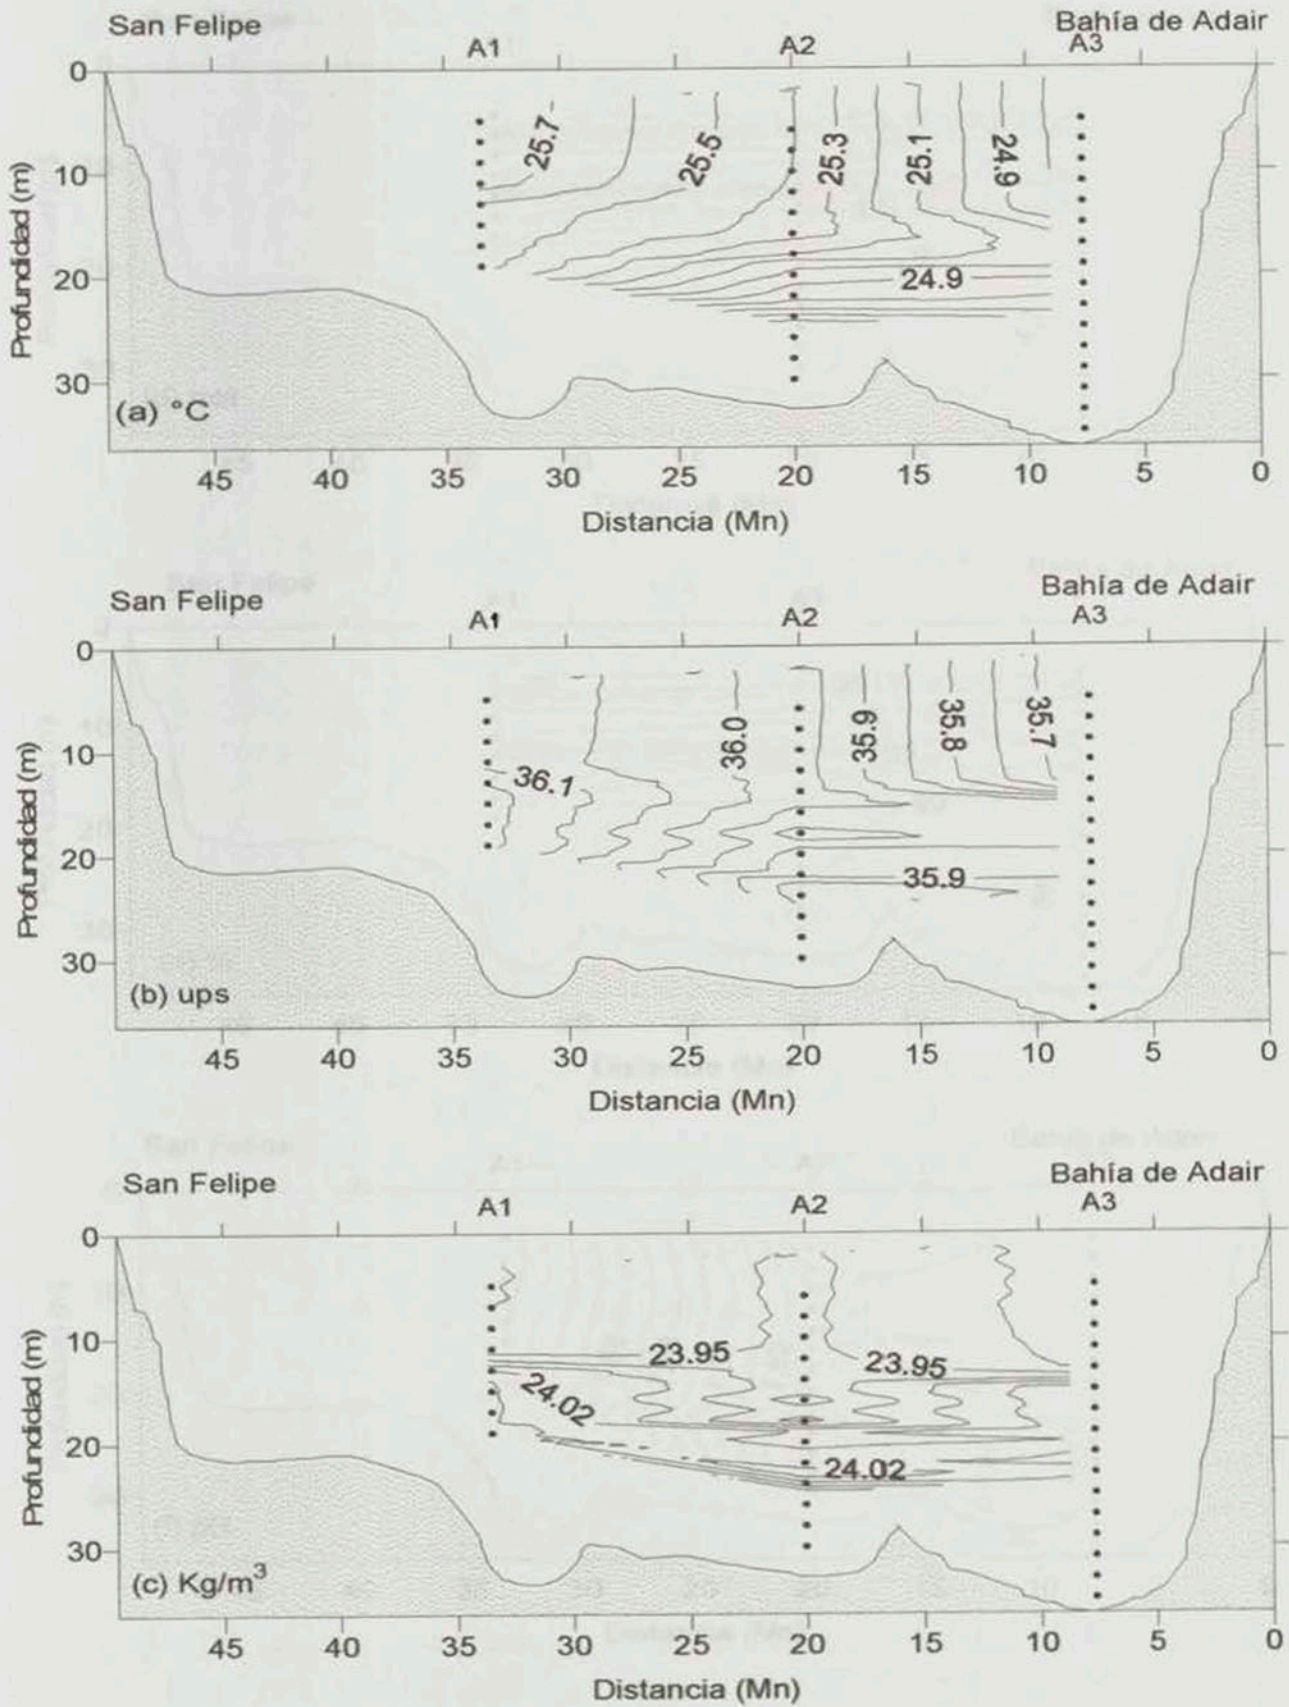 San Felipe
Bahía de Adair
A1
A2
A3
0
10
20
30
Profundidad (m)
25.7
25.5
25.3
25.1
24.9
24.9
(a) °C
45
40
35
30
25
20
15
10
5
0
Distancia (Mn)
San Felipe
Bahía de Adair
A1
A2
A3
0
10
20
30
Profundidad (m)
36.1
36.0
35.9
35.8
35.7
35.9
(b) ups
45
40
35
30
25
20
15
10
5
0
Distancia (Mn)
San Felipe
Bahía de Adair
A1
A2
A3
0
10
20
30
Profundidad (m)
23.95
23.95
24.02
24.02
(c) Kg/m³
45
40
35
30
25
20
15
10
5
0
Distancia (Mn)